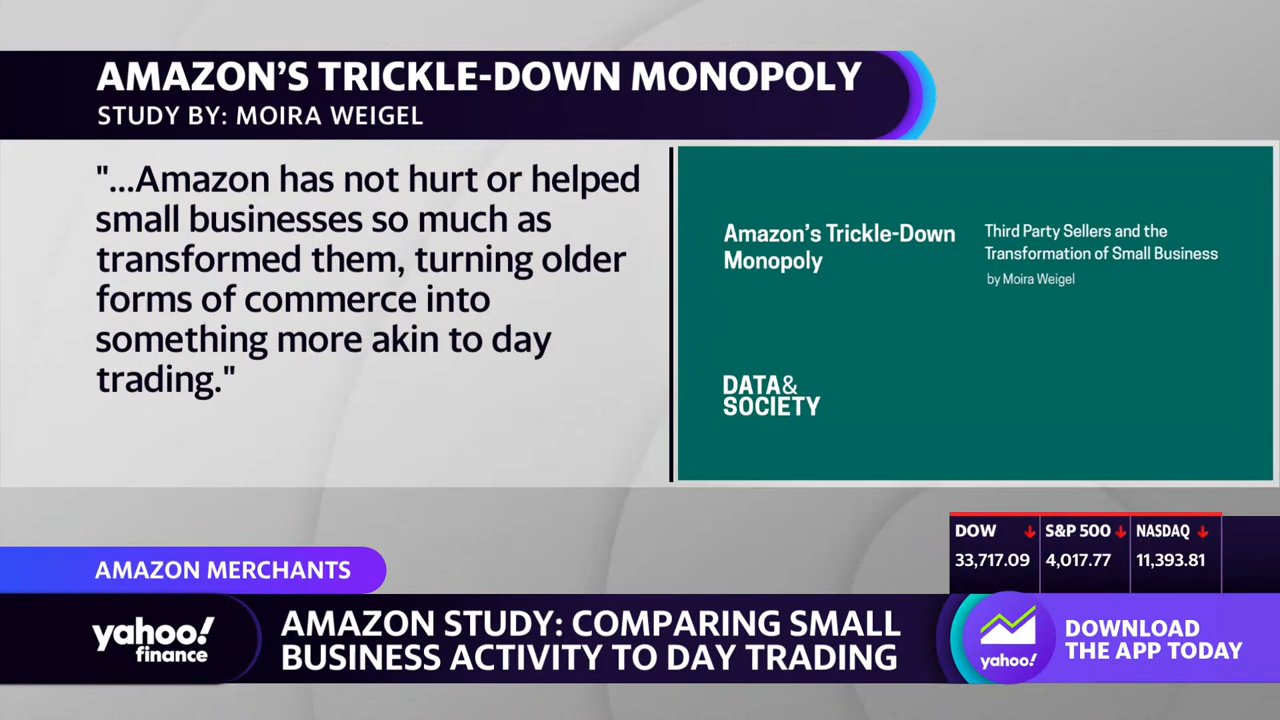 AMAZON'S TRICKLE-DOWN MONOPOLY
STUDY BY: MOIRA WEIGEL
"...Amazon has not hurt or helped
small businesses so much as
transformed them, turning older
forms of commerce into
something more akin to day
trading."
Amazon's Trickle-Down
Monopoly
Third Party Sellers and the
Transformation of Small Business
by Moira Weigel
DATA&
SOCIETY
DOW
33,717.09
S&P 500
4,017.77
NASDAQ
11,393.81
AMAZON MERCHANTS
yahoo!
finance
AMAZON STUDY: COMPARING SMALL
BUSINESS ACTIVITY TO DAY TRADING
yahoo!
DOWNLOAD
THE APP TODAY